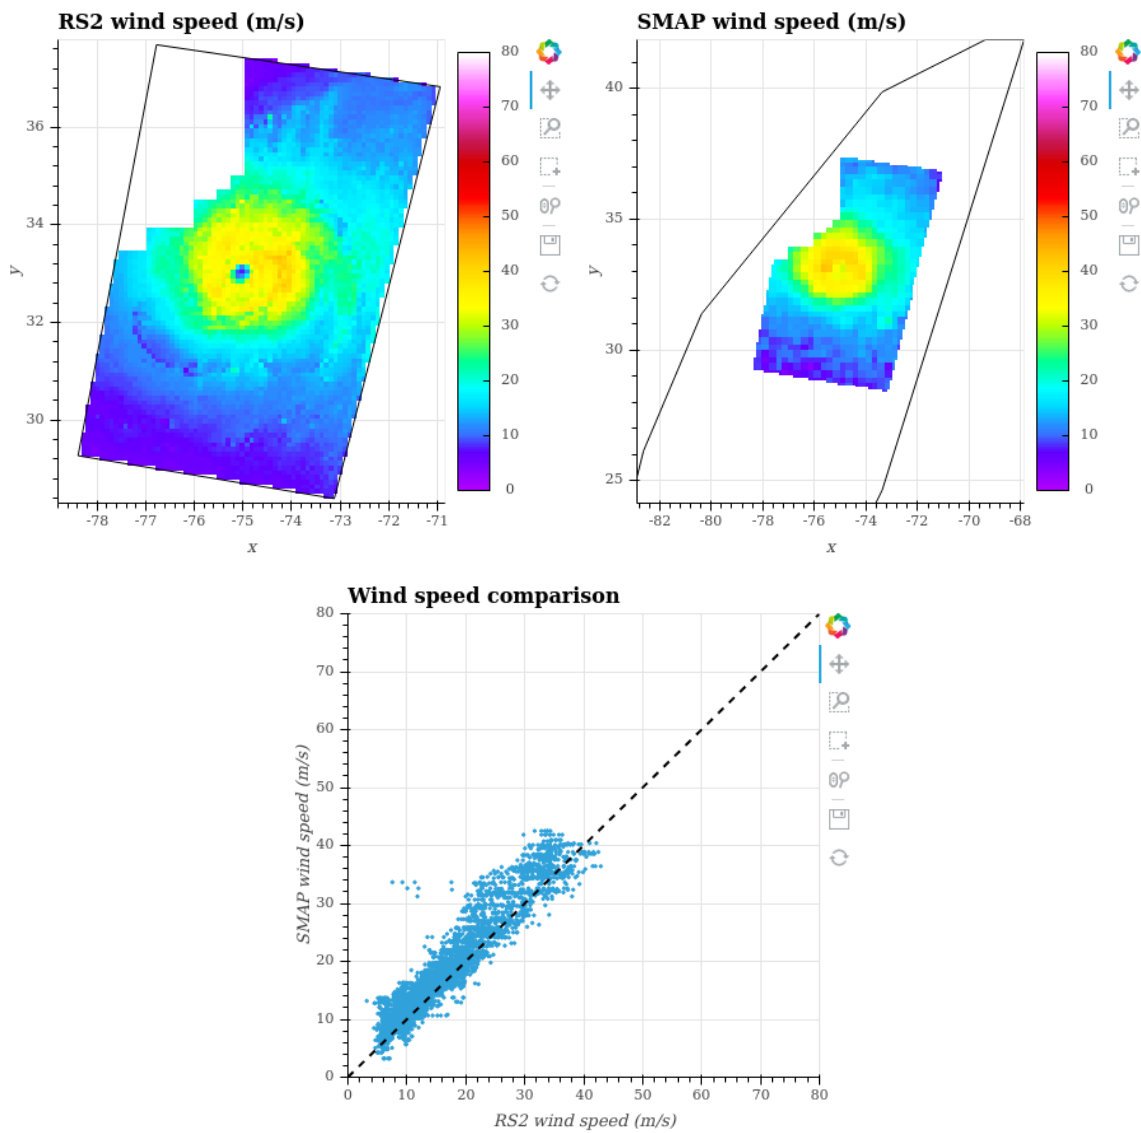 RS2 wind speed (m/s)
80
70
60
50
40
30
20
10
0
36
34
32
30
y
-78 -77 -76 -75 -74 -73 -72 -71
x
SMAP wind speed (m/s)
80
70
60
50
40
30
20
10
0
40
35
30
25
y
-82 -80 -78 -76 -74 -72 -70 -68
x
Wind speed comparison
80
70
60
50
40
30
20
10
0
SMAP wind speed (m/s)
0 10 20 30 40 50 60 70 80
RS2 wind speed (m/s)